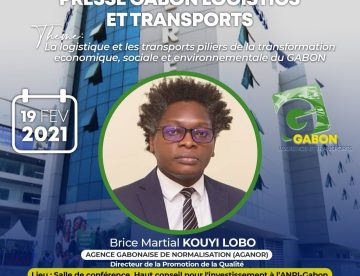 PRESSE GABON LOGISTICS
ET TRANSPORTS
Thème:
La logistique et les transports piliers de la transformation
économique, sociale et environnementale du GABON
19 FEV
2021
GABON
Brice Martial KOUYI LOBO
AGENCE GABONAISE DE NORMALISATION (AGANOR)
Directeur de la Promotion de la Qualité
Lieu : Salle de conférence, Haut conseil pour l'investissement à l'ANPI-Gabon